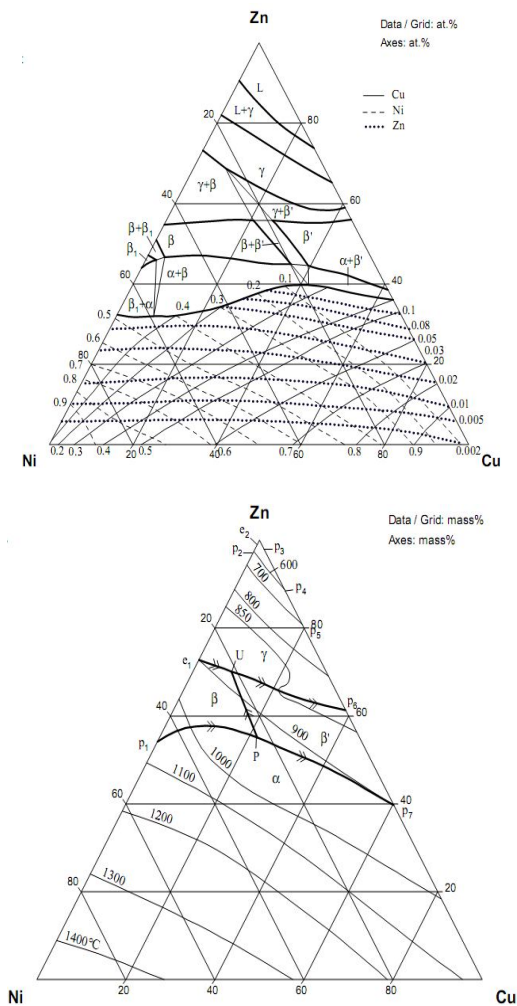 Zn
Data / Grid: at.%
Axes: at.%
L
Cu
Ni
Zn
20
L+γ
80
γ
γ+β
40
60
γ+β'
β+β₁
β
β+β'
β'
β₁
α+β
α+β'
60
0.2
0.1
40
β₁+α
0.4
0.3
0.1
0.5
0.08
0.6
0.05
0.03
80
0.7
20
0.8
0.02
0.9
0.01
0.005
0.002
Ni
0.2 0.3 0.4 20 0.5 40 0.6 60 0.7 0.8 80 0.9
Cu
Zn
Data / Grid: mass%
Axes: mass%
e₂
p₂
p₃
600
700
p₄
800
20
850
80
p₅
U
γ
e₁
β
p₆
40
60
p₁
900
β'
P
1000
α
1100
60
40
p₇
1200
80
1300
20
1400°C
Ni
20
40
60
80
Cu